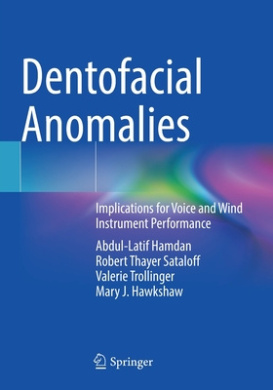 Dentofacial
Anomalies
Implications for Voice and Wind
Instrument Performance
Abdul-Latif Hamdan
Robert Thayer Sataloff
Valerie Trollinger
Mary J. Hawkshaw
Springer